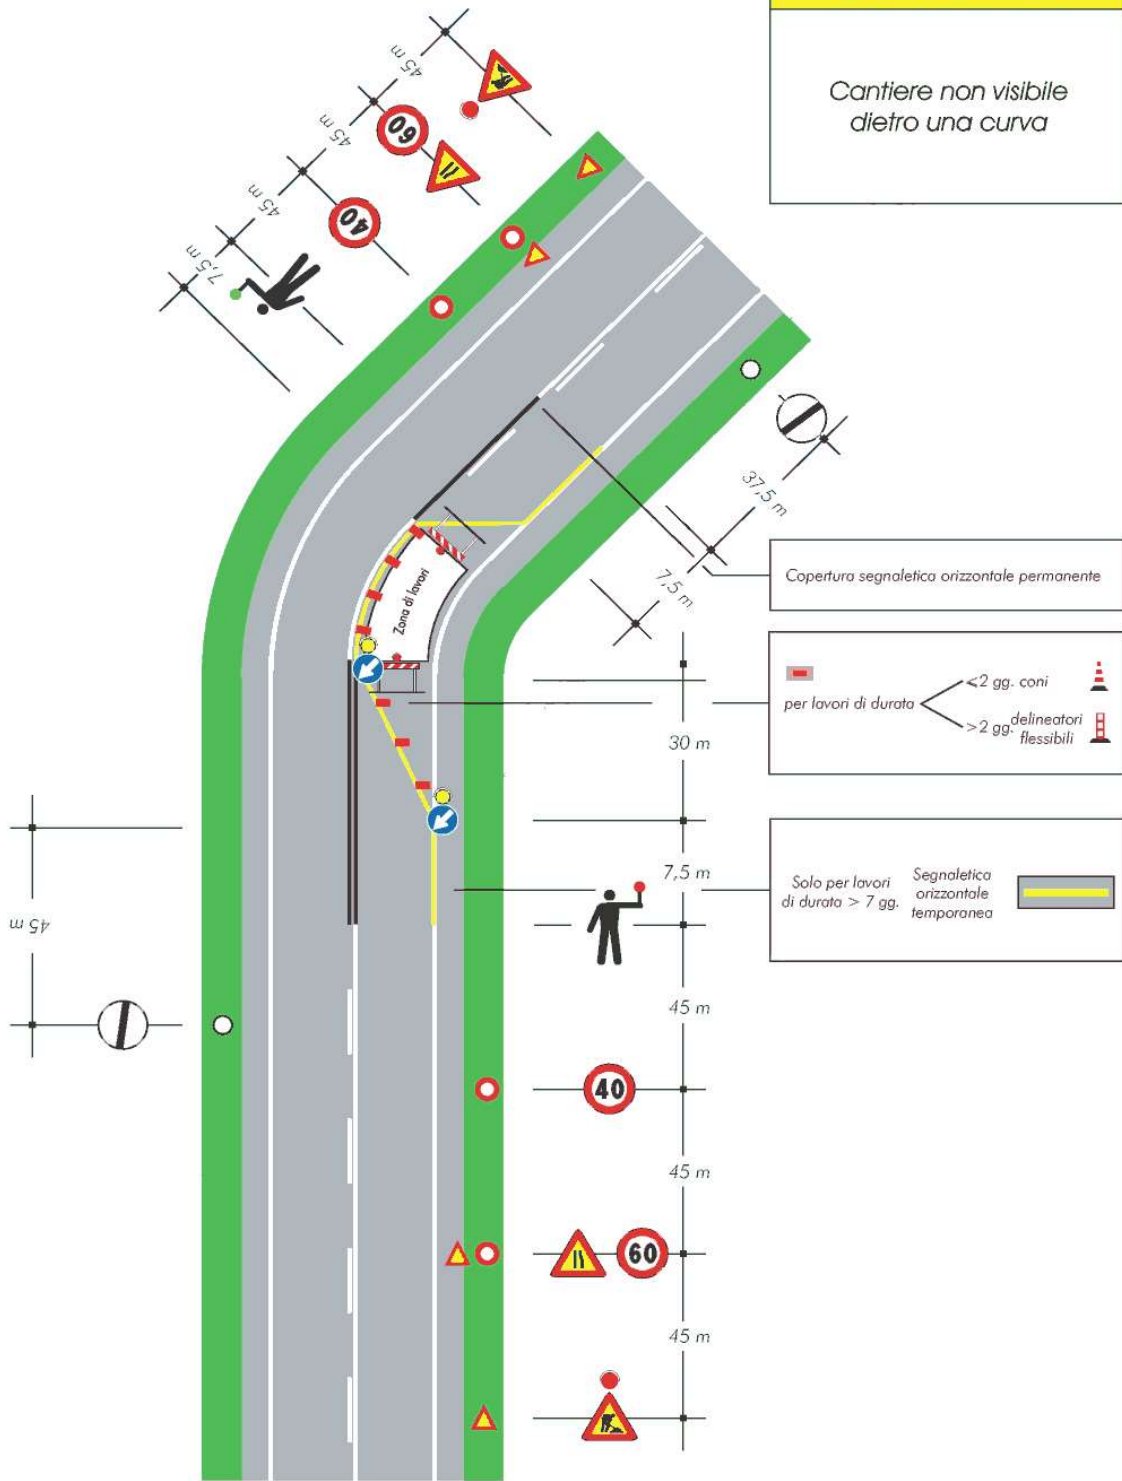 Cantiere non visibile
dietro una curva
45 m
45 m
60
45 m
40
7,5 m
37,5 m
7,5 m
Copertura segnaletica orizzontale permanente
Zona di lavori
per lavori di durata
<2 gg. coni
>2 gg. delineatori
flessibili
30 m
7,5 m
Solo per lavori
di durata > 7 gg.
Segnaletica
orizzontale
temporanea
45 m
45 m
40
45 m
60
45 m